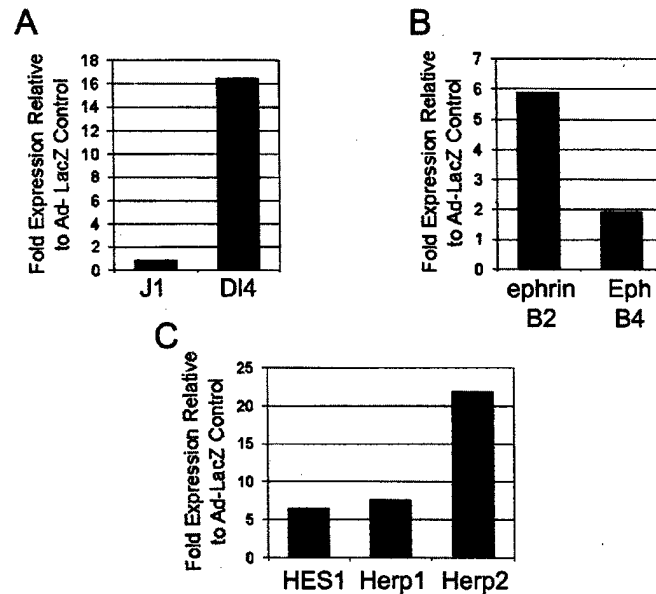 A
Fold Expression Relative
to Ad- LacZ Control
18
16
14
12
10
8
6
4
2
0
J1
Dl4
B
Fold Expression Relative
to Ad-LacZ Control
7
6
5
4
3
2
1
0
ephrin
B2
Eph
B4
C
Fold Expression Relative
to Ad-LacZ Control
25
20
15
10
5
0
HES1
Herp1
Herp2